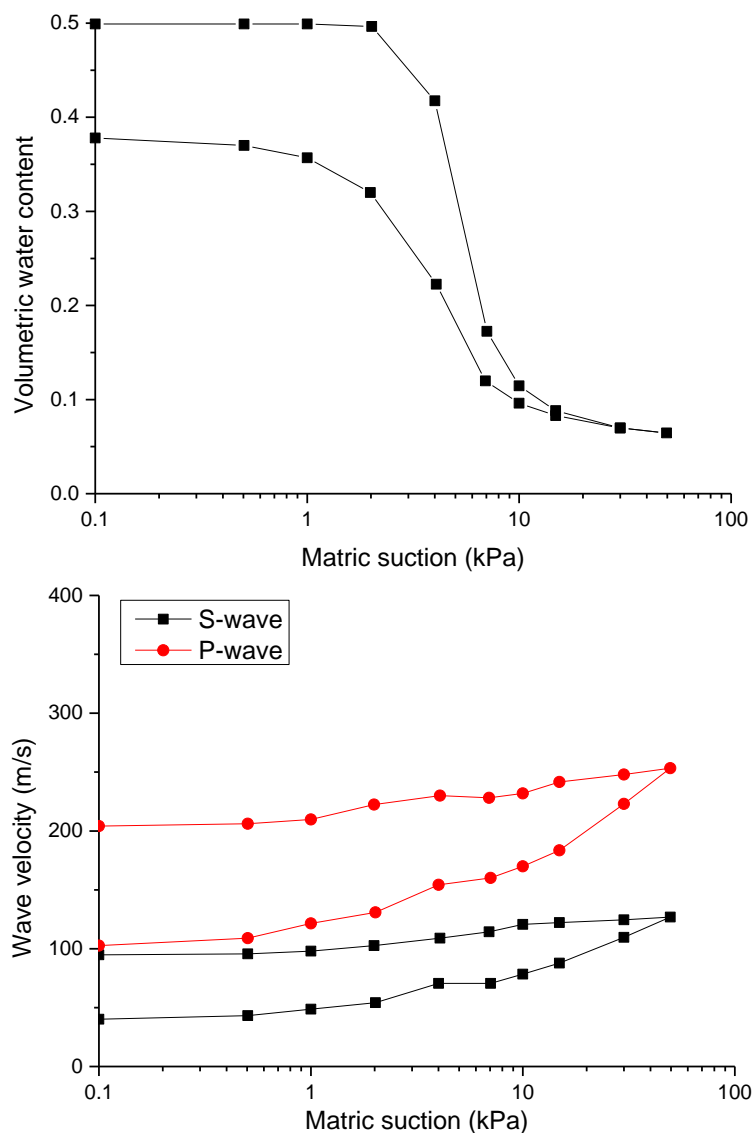 0.5
0.4
0.3
0.2
0.1
0.0
Volumetric water content
0.1 1 10 100
Matric suction (kPa)
400
300
200
100
0
Wave velocity (m/s)
S-wave
P-wave
0.1 1 10 100
Matric suction (kPa)